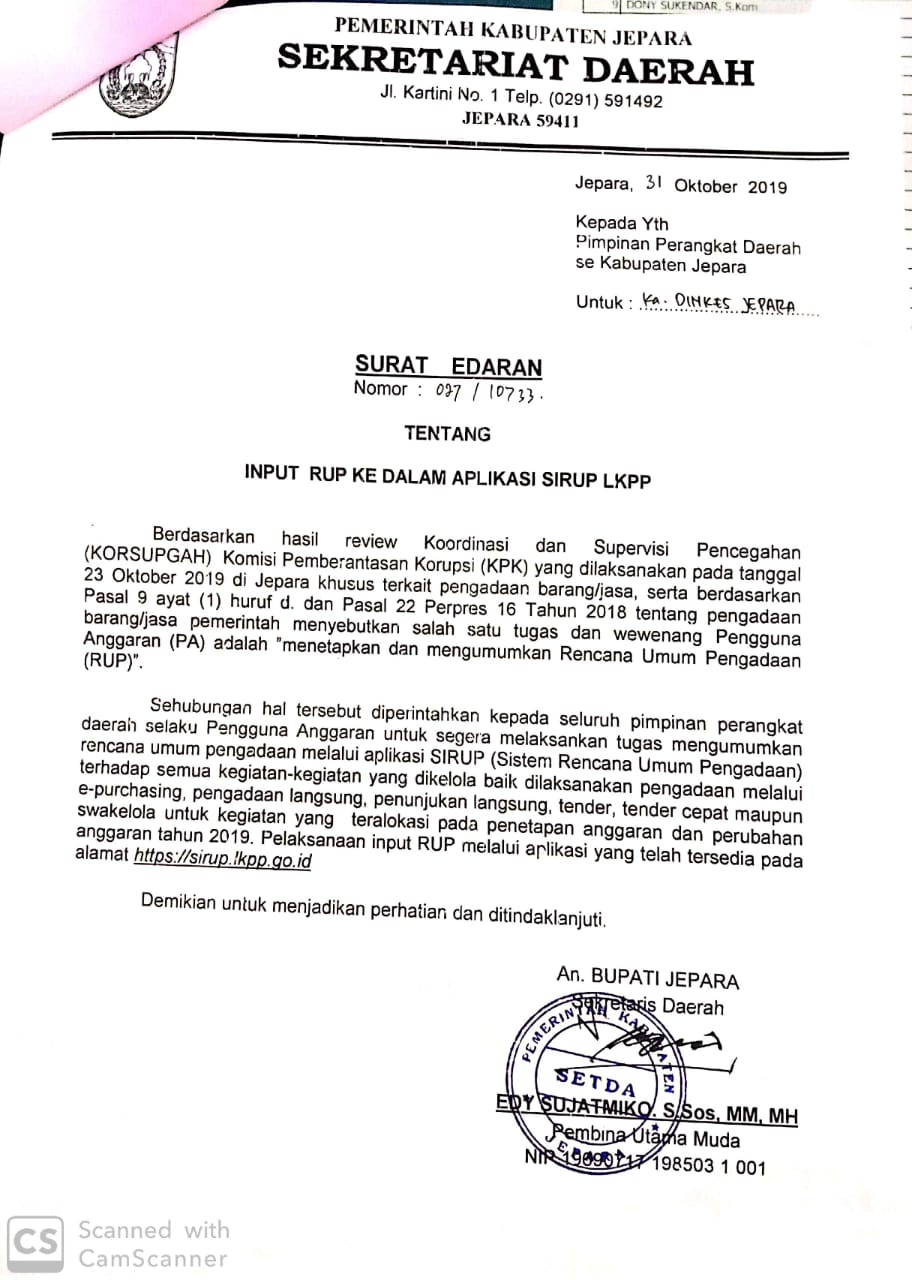 9| DONY SUKENDAR, S.Kom
PEMERINTAH KABUPATEN JEPARA
SEKRETARIAT DAERAH
Jl. Kartini No. 1 Telp. (0291) 591492
JEPARA 59411
Jepara, 31 Oktober 2019
Kepada Yth
Pimpinan Perangkat Daerah
se Kabupaten Jepara
Untuk : Ka. DINKES JEPARA
SURAT EDARAN
Nomor : 027 / 10733.
TENTANG
INPUT RUP KE DALAM APLIKASI SIRUP LKPP
Berdasarkan hasil review Koordinasi dan Supervisi Pencegahan
(KORSUPGAH) Komisi Pemberantasan Korupsi (KPK) yang dilaksanakan pada tanggal
23 Oktober 2019 di Jepara khusus terkait pengadaan barang/jasa, serta berdasarkan
Pasal 9 ayat (1) huruf d. dan Pasal 22 Perpres 16 Tahun 2018 tentang pengadaan
barang/jasa pemerintah menyebutkan salah satu tugas dan wewenang Pengguna
Anggaran (PA) adalah "menetapkan dan mengumumkan Rencana Umum Pengadaan
(RUP)".
Sehubungan hal tersebut diperintahkan kepada seluruh pimpinan perangkat
daerah selaku Pengguna Anggaran untuk segera melaksankan tugas mengumumkan
rencana umum pengadaan melalui aplikasi SIRUP (Sistem Rencana Umum Pengadaan)
terhadap semua kegiatan-kegiatan yang dikelola baik dilaksanakan pengadaan melalui
e-purchasing, pengadaan langsung, penunjukan langsung, tender, tender cepat maupun
swakelola untuk kegiatan yang teralokasi pada penetapan anggaran dan perubahan
anggaran tahun 2019. Pelaksanaan input RUP melalui aplikasi yang telah tersedia pada
alamat https://sirup.lkpp.go.id
Demikian untuk menjadikan perhatian dan ditindaklanjuti.
An. BUPATI JEPARA
Sekretaris Daerah
PEMERINTAH KABUPATEN
SETDA
JEPARA
EDY SUJATMIKO. S.Sos, MM, MH
Pembina Utama Muda
NIP 198503 1 001
CS Scanned with
CamScanner